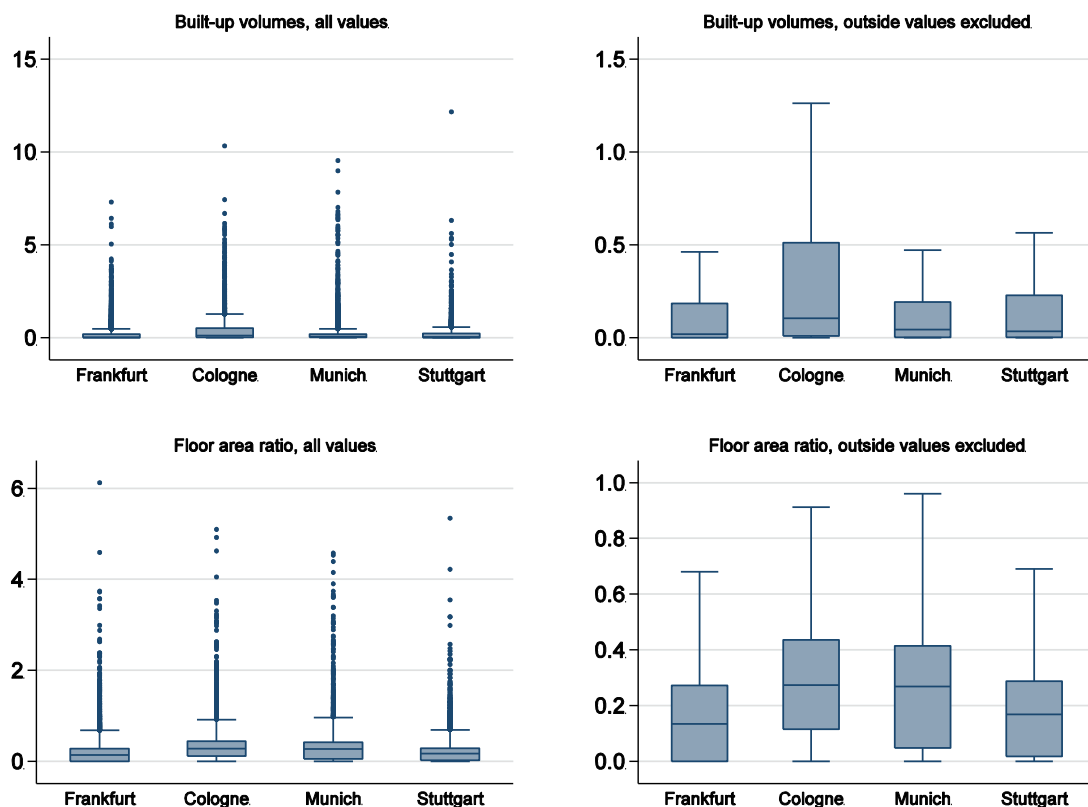 Built-up volumes, all values
15
10
5
0
Frankfurt Cologne Munich Stuttgart
Built-up volumes, outside values excluded
1.5
1.0
0.5
0.0
Frankfurt Cologne Munich Stuttgart
Floor area ratio, all values
6
4
2
0
Frankfurt Cologne Munich Stuttgart
Floor area ratio, outside values excluded
1.0
0.8
0.6
0.4
0.2
0.0
Frankfurt Cologne Munich Stuttgart